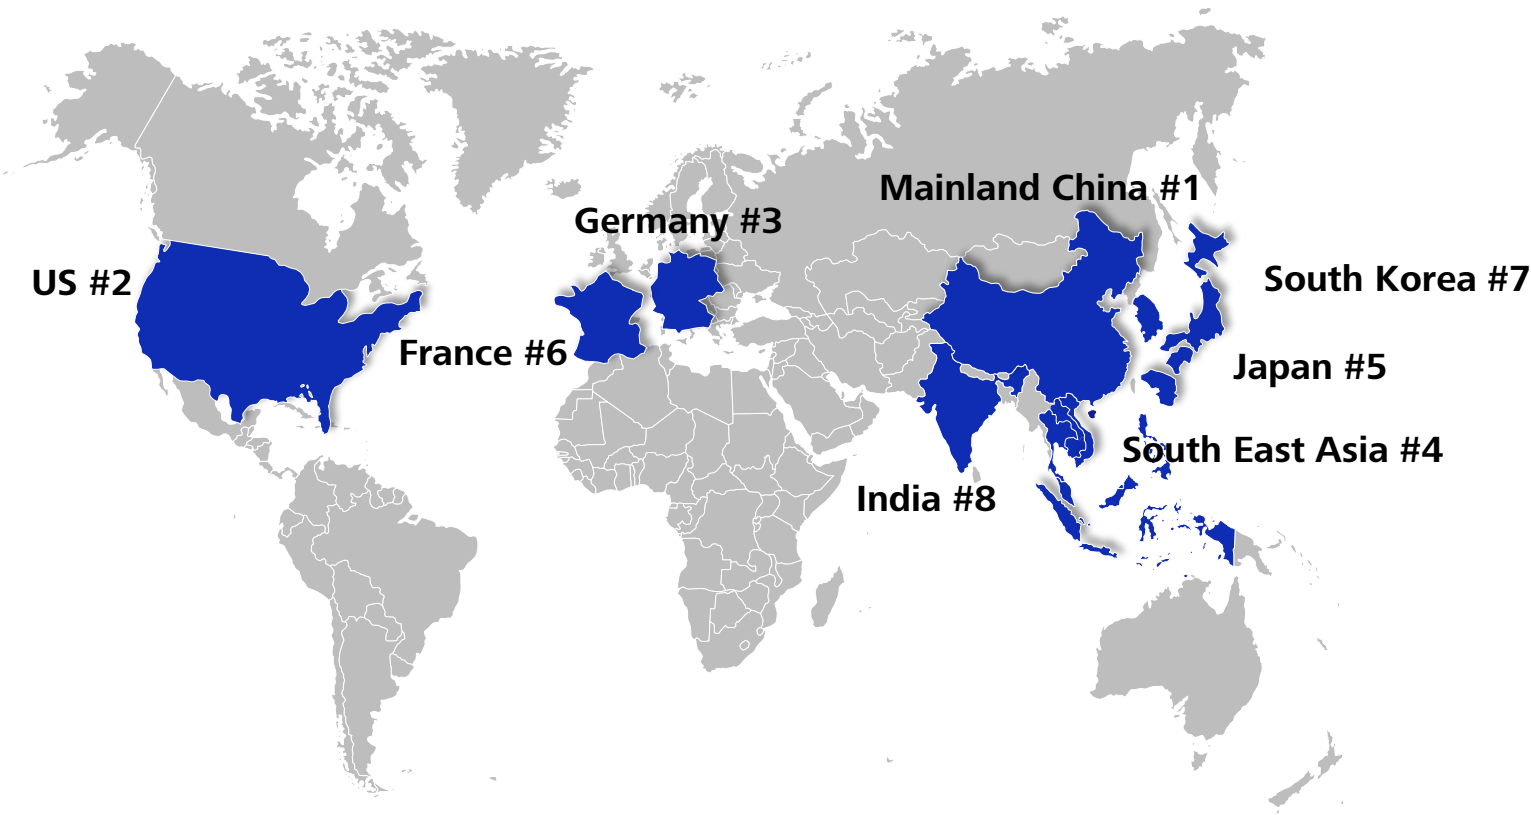 Mainland China #1
Germany #3
US #2
South Korea #7
France #6
Japan #5
South East Asia #4
India #8